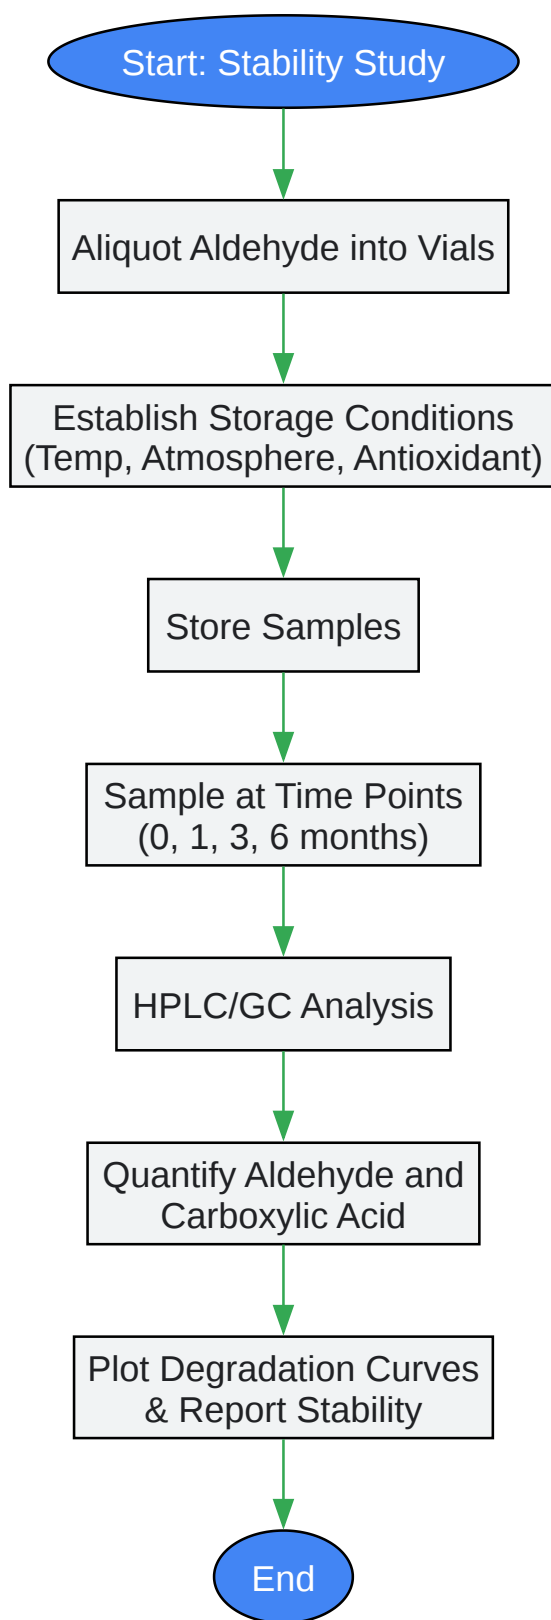 Start: Stability Study
Aliquot Aldehyde into Vials
Establish Storage Conditions
(Temp, Atmosphere, Antioxidant)
Store Samples
Sample at Time Points
(0, 1, 3, 6 months)
HPLC/GC Analysis
Quantify Aldehyde and
Carboxylic Acid
Plot Degradation Curves
& Report Stability
End